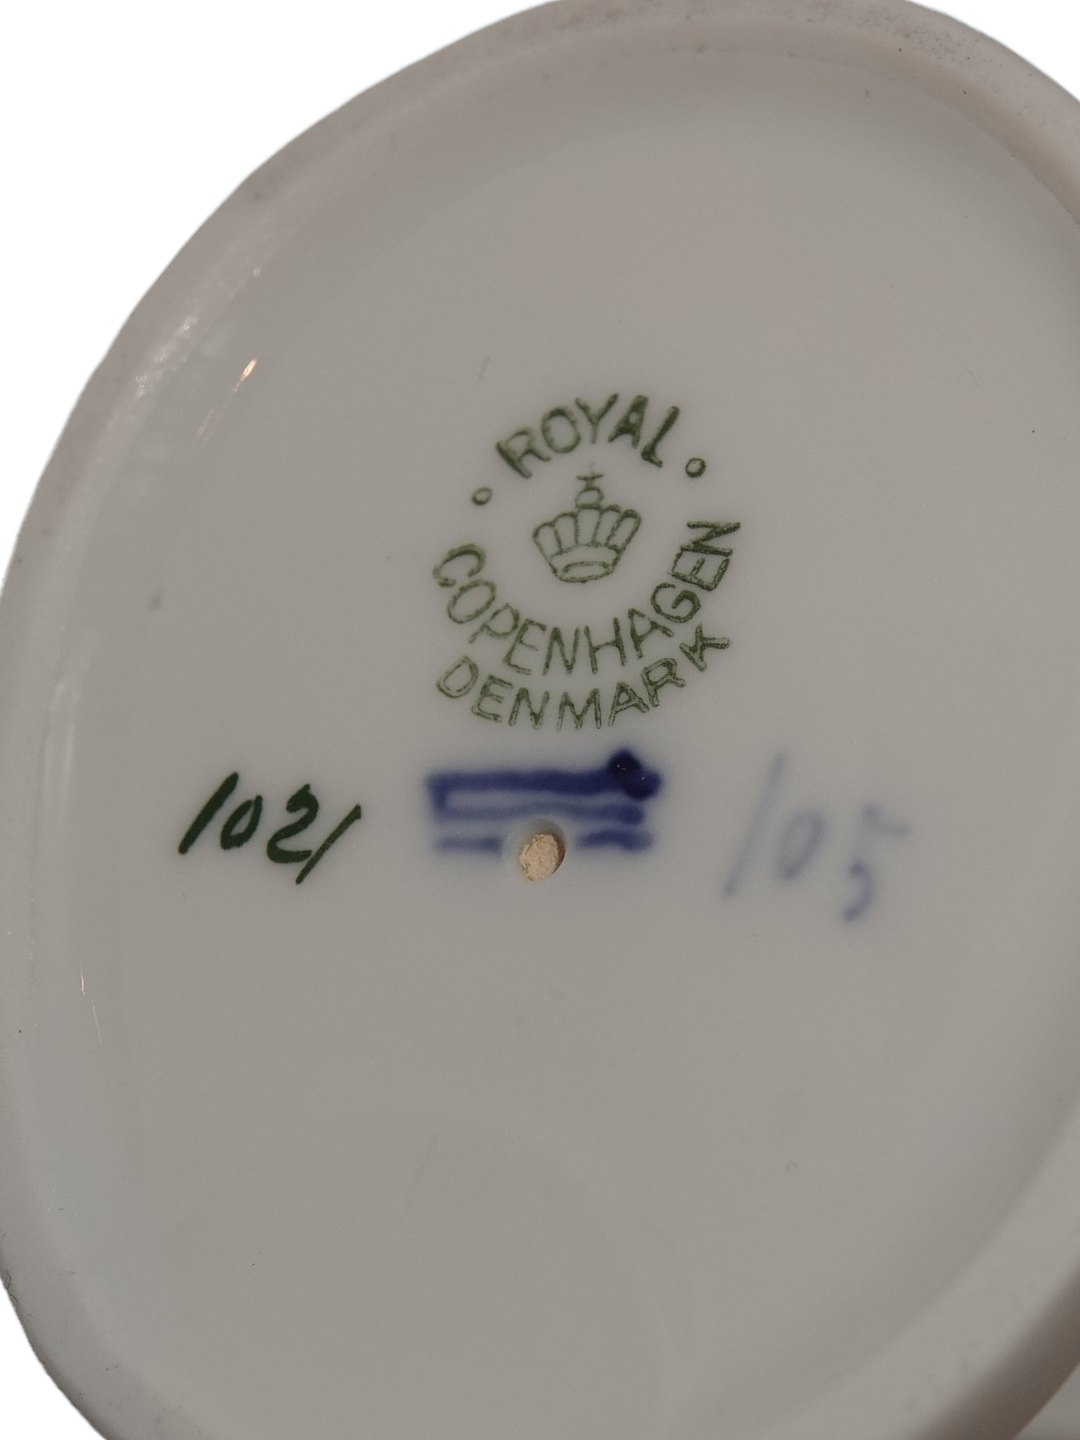 ROYAL
COPENHAGEN
DENMARK
1021
105